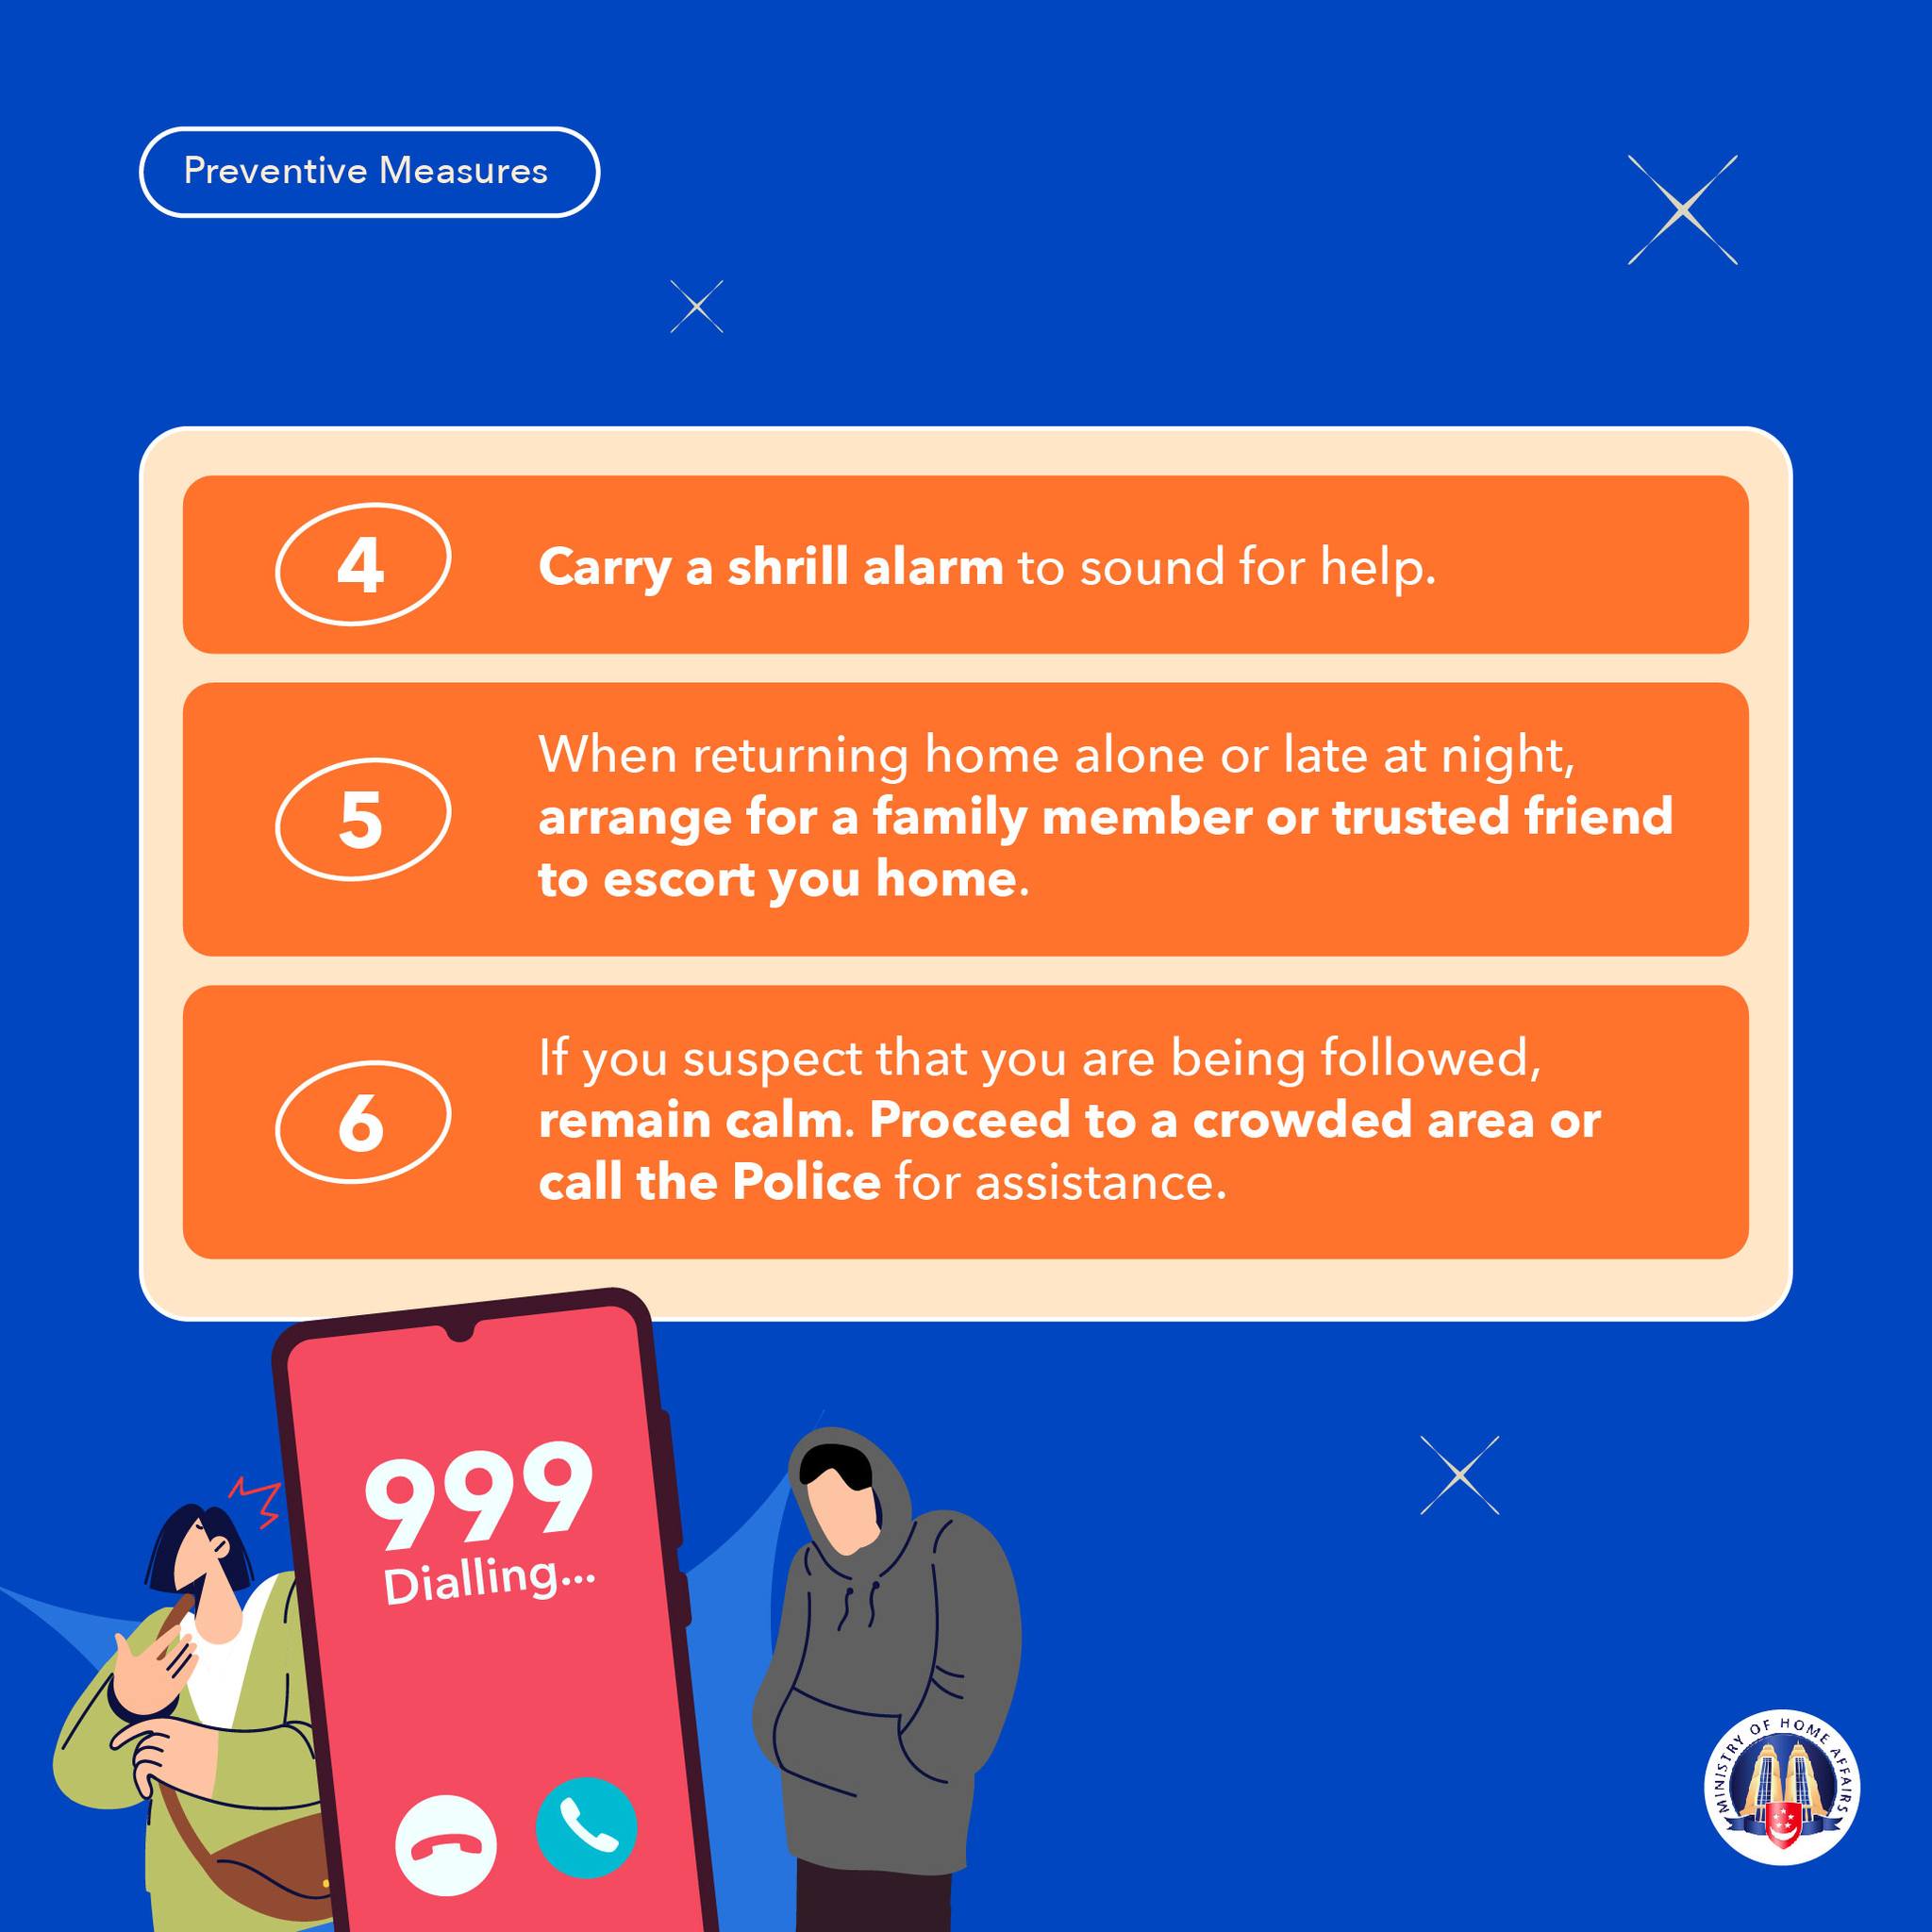 Preventive Measures
4
Carry a shrill alarm to sound for help.
5
When returning home alone or late at night,
arrange for a family member or trusted friend
to escort you home.
6
If you suspect that you are being followed,
remain calm. Proceed to a crowded area or
call the Police for assistance.
999
Dialling...
MINISTRY OF HOME AFFAIRS